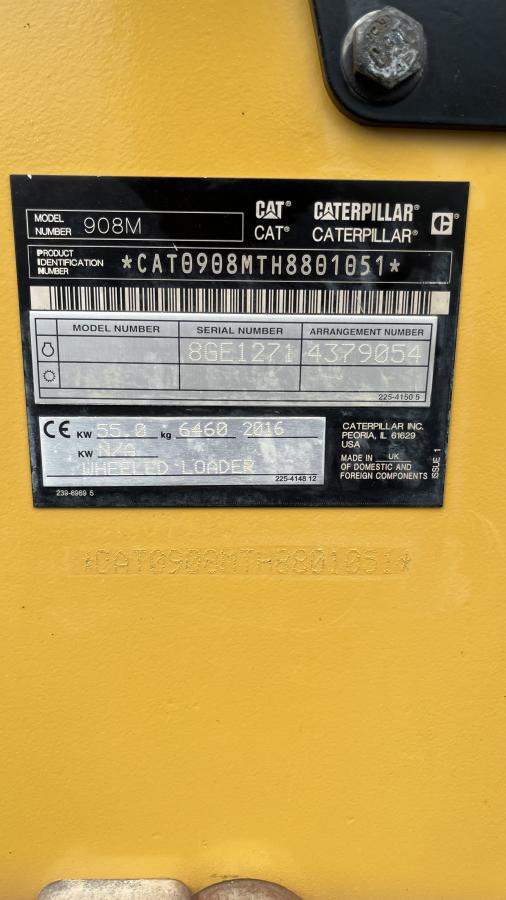 MODEL NUMBER 908M
CAT® CATERPILLAR®
CAT® CATERPILLAR® C
PRODUCT IDENTIFICATION NUMBER *CAT0908MTH8801051*
MODEL NUMBER SERIAL NUMBER ARRANGEMENT NUMBER
8GE1271 4379054
225-4150 5
CE KW 55.0 kg 6460 2016
KW N/A
WHEELED LOADER
225-4148 12
239-6969 5
CATERPILLAR INC.
PEORIA, IL 61629
USA
MADE IN UK
OF DOMESTIC AND
FOREIGN COMPONENTS
ISSUE 1
*CAT0908MTH8801051*